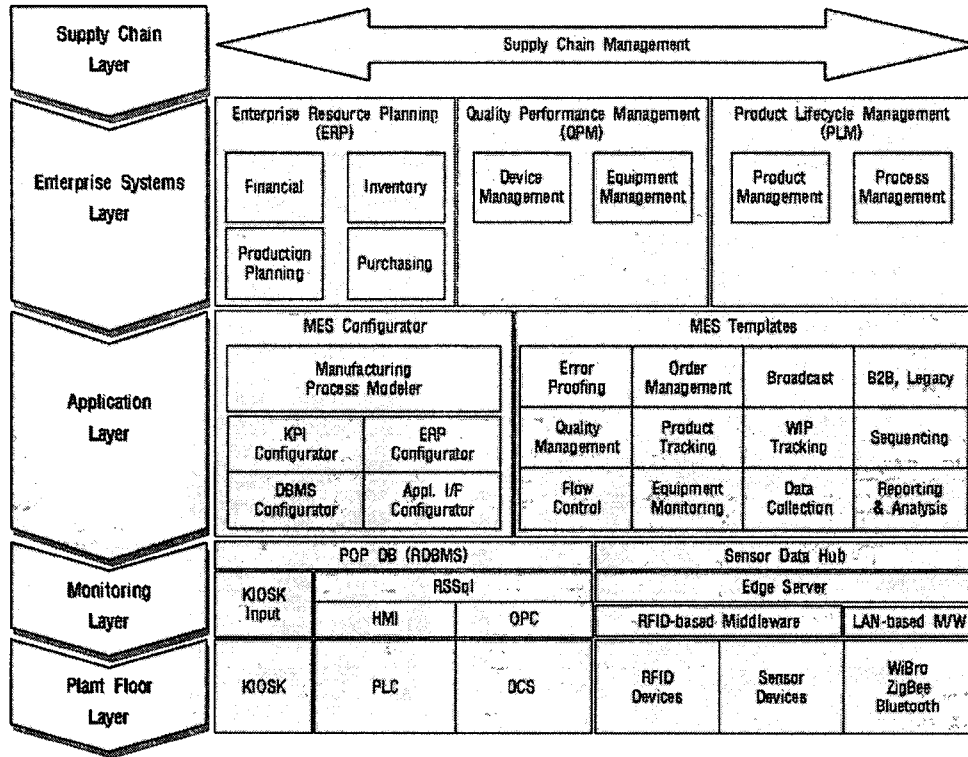 Supply Chain
Layer
Supply Chain Management
Enterprise Systems
Layer
Enterprise Resource Planning
(ERP)
Financial
Inventory
Production
Planning
Purchasing
Quality Performance Management
(QPM)
Device
Management
Equipment
Management
Product Lifecycle Management
(PLM)
Product
Management
Process
Management
Application
Layer
MES Configurator
Manufacturing
Process Modeler
KPI
Configurator
ERP
Configurator
DBMS
Configurator
Appl. I/F
Configurator
MES Templates
Error
Proofing
Order
Management
Broadcast
B2B, Legacy
Quality
Management
Product
Tracking
WIP
Tracking
Sequencing
Flow
Control
Equipment
Monitoring
Data
Collection
Reporting
& Analysis
Monitoring
Layer
POP DB (RDBMS)
Sensor Data Hub
KIOSK
Input
RSSql
HMI
OPC
Edge Server
RFID-based Middleware
LAN-based M/W
Plant Floor
Layer
KIOSK
PLC
DCS
RFID
Devices
Sensor
Devices
WiBro
ZigBee
Bluetooth